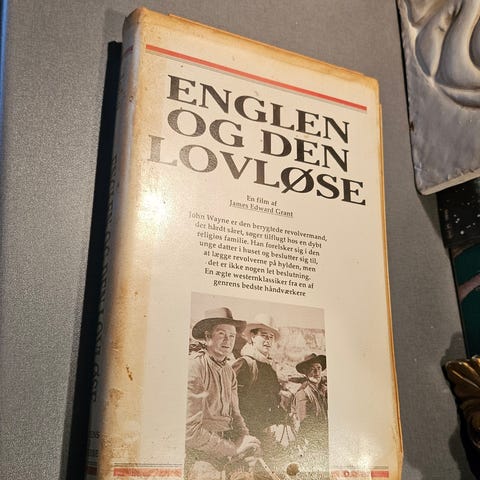 ENGLEN
OG DEN
LOVLØSE
En film af
James Edward Grant
John Wayne er den berygtede revolvermand,
der hårdt såret, søger tilflugt hos en dybt
religiøs familie. Han forelsker sig i den
unge datter i huset og beslutter sig til,
at lægge revolverne på hylden, men
det er ikke nogen let beslutning.
En ægte westernklassiker fra en af
genrens bedste håndværkere